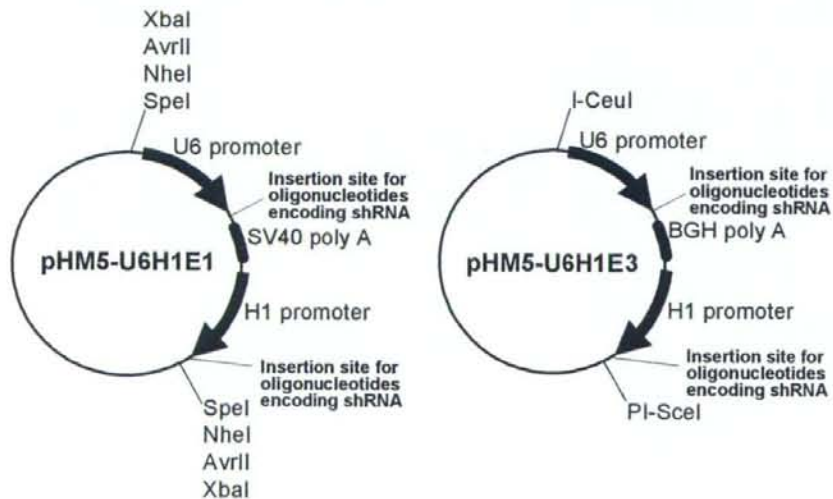 XbaI
AvrII
NheI
SpeI
U6 promoter
Insertion site for
oligonucleotides
encoding shRNA
SV40 poly A
pHM5-U6H1E1
H1 promoter
Insertion site for
oligonucleotides
encoding shRNA
SpeI
NheI
AvrII
XbaI
I-CeuI
U6 promoter
Insertion site for
oligonucleotides
encoding shRNA
BGH poly A
pHM5-U6H1E3
H1 promoter
Insertion site for
oligonucleotides
encoding shRNA
PI-SceI